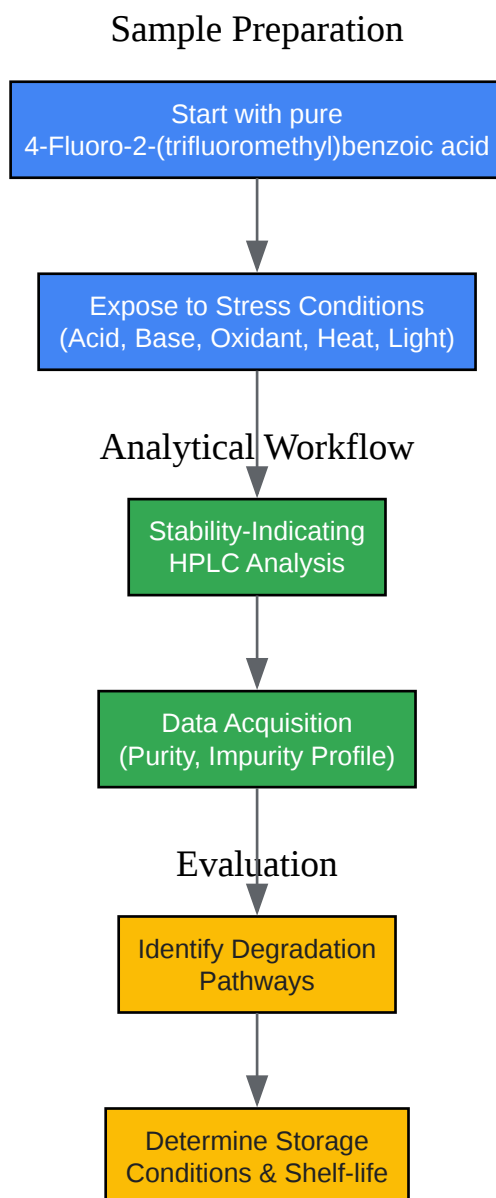 Sample Preparation
Start with pure
4-Fluoro-2-(trifluoromethyl)benzoic acid
Expose to Stress Conditions
(Acid, Base, Oxidant, Heat, Light)
Analytical Workflow
Stability-Indicating
HPLC Analysis
Data Acquisition
(Purity, Impurity Profile)
Evaluation
Identify Degradation
Pathways
Determine Storage
Conditions & Shelf-life